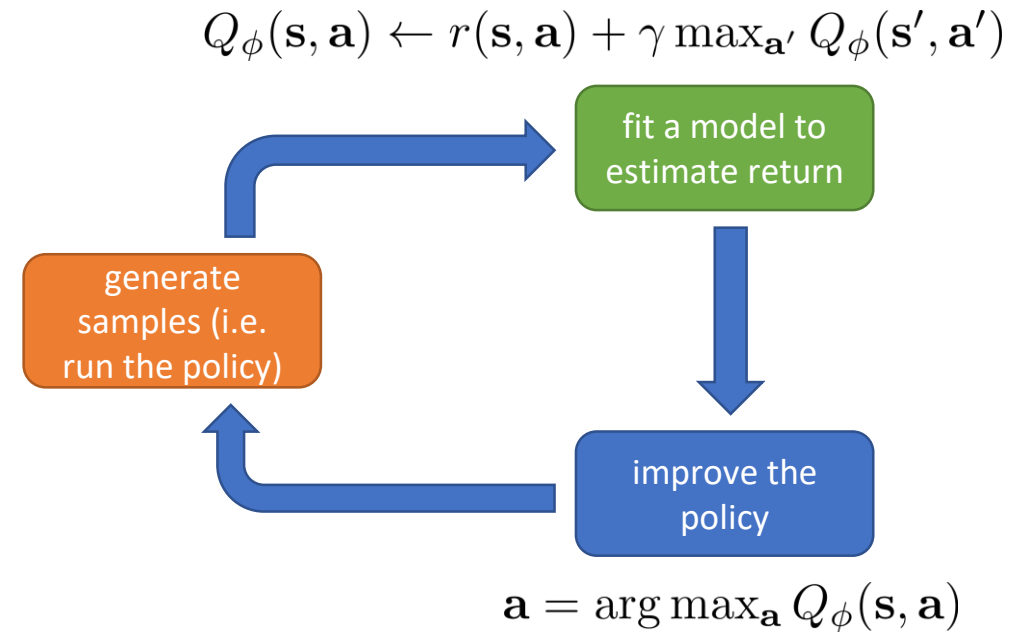 Q_ϕ(s, a) ← r(s, a) + γ max_a′ Q_ϕ(s′, a′)
fit a model to
estimate return
generate
samples (i.e.
run the policy)
improve the
policy
a = arg max_a Q_ϕ(s, a)